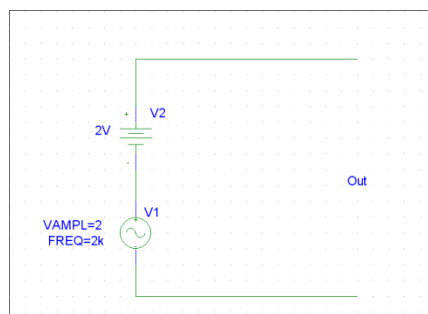 +
V2
2V
-
Out
V1
VAMPL=2
FREQ=2k